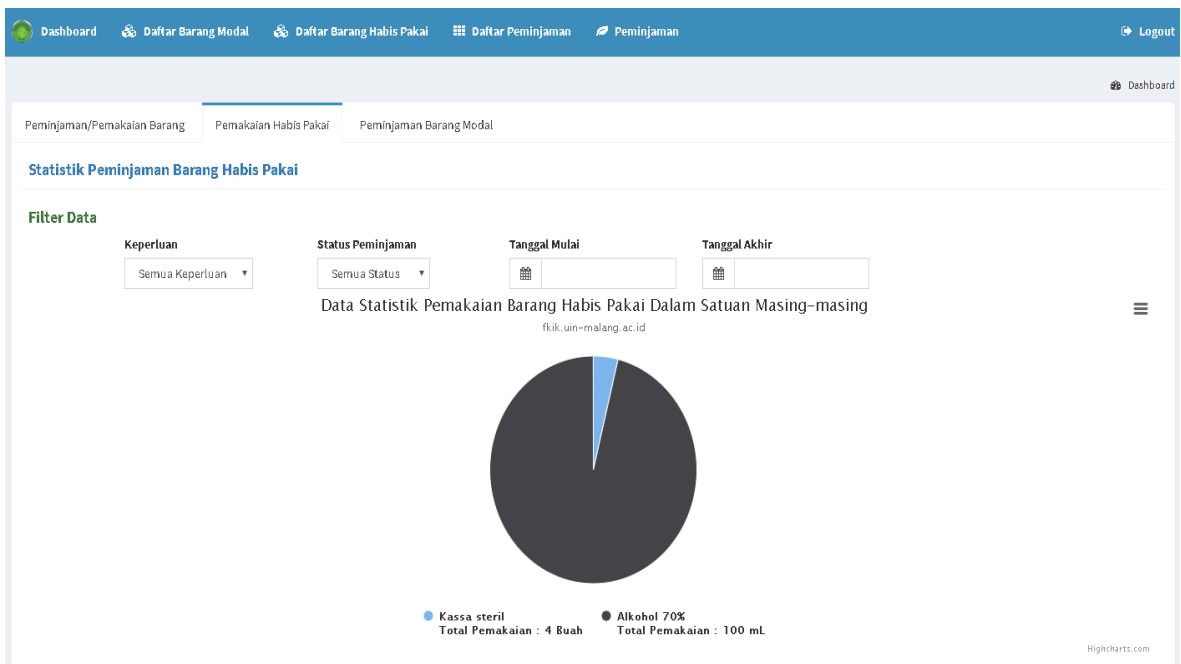 Dashboard Daftar Barang Modal Daftar Barang Habis Pakai Daftar Peminjaman Peminjaman Logout
Dashboard
Peminjaman/Pemakaian Barang Pemakaian Habis Pakai Peminjaman Barang Modal
Statistik Peminjaman Barang Habis Pakai
Filter Data
Keperluan Status Peminjaman Tanggal Mulai Tanggal Akhir
Semua Keperluan Semua Status
Data Statistik Pemakaian Barang Habis Pakai Dalam Satuan Masing-masing
fkik.uin-malang.ac.id
Kassa steril Alkohol 70%
Total Pemakaian : 4 Buah Total Pemakaian : 100 mL
Highcharts.com